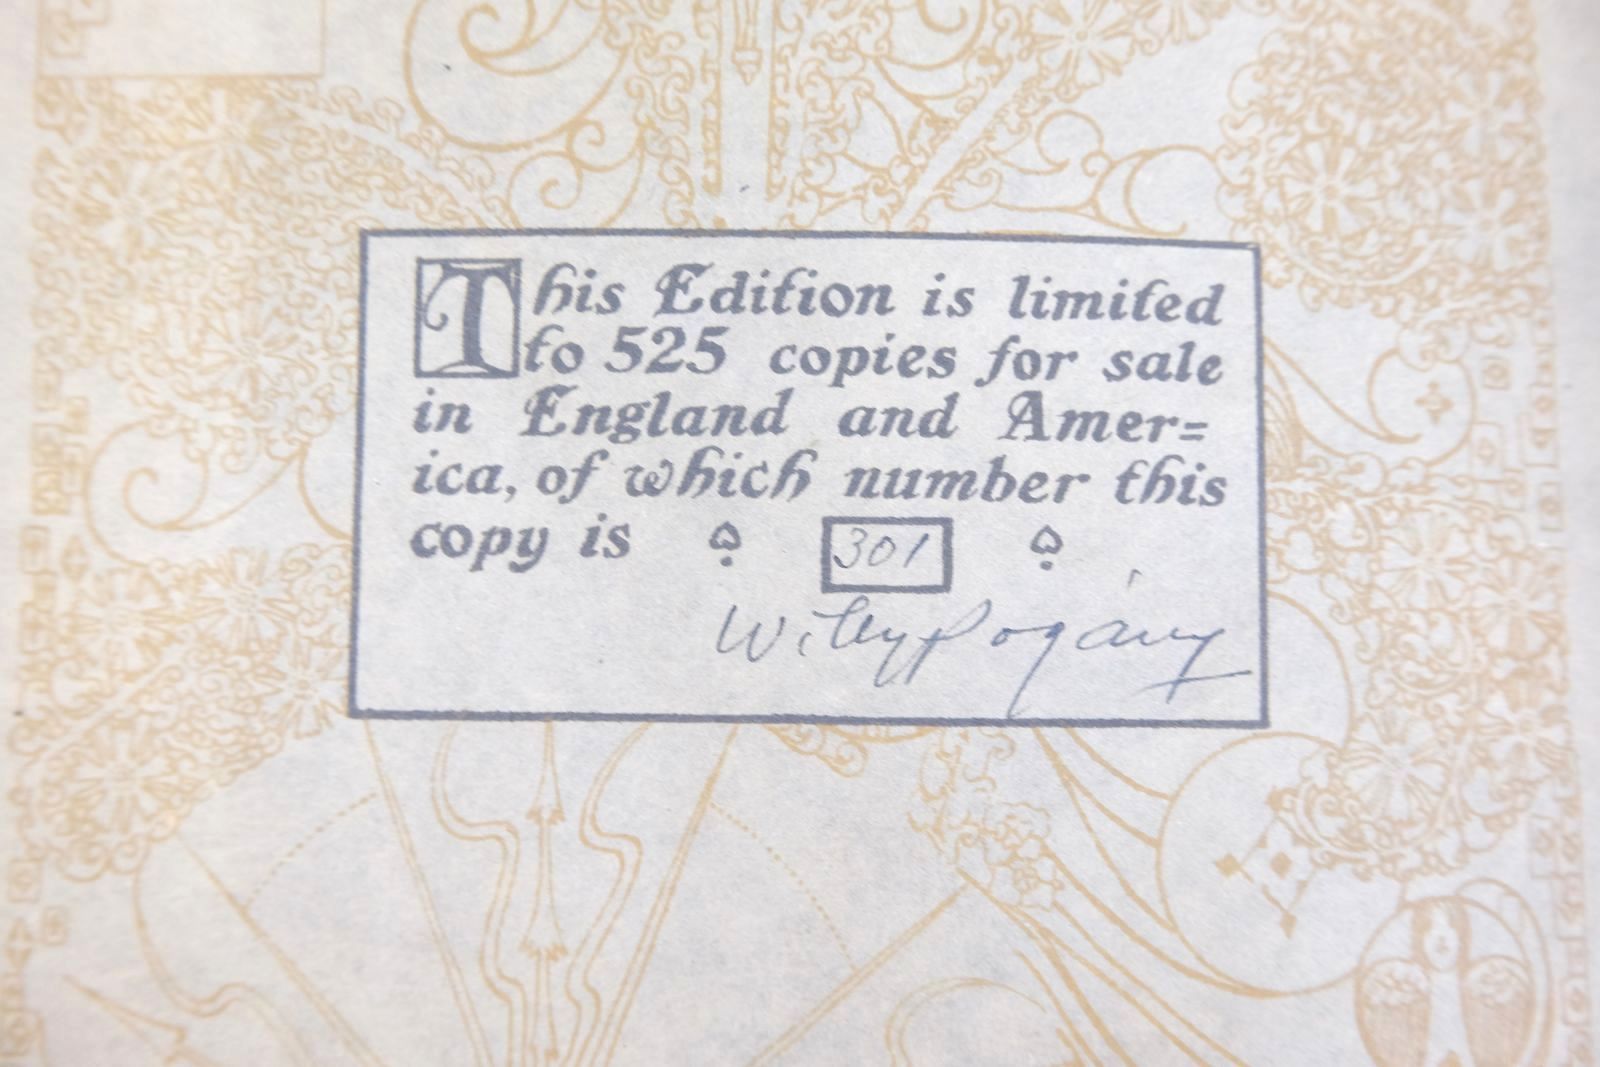 This Edition is limited
to 525 copies for sale
in England and Amer=
ica, of which number this
copy is 301
Willy Pogány